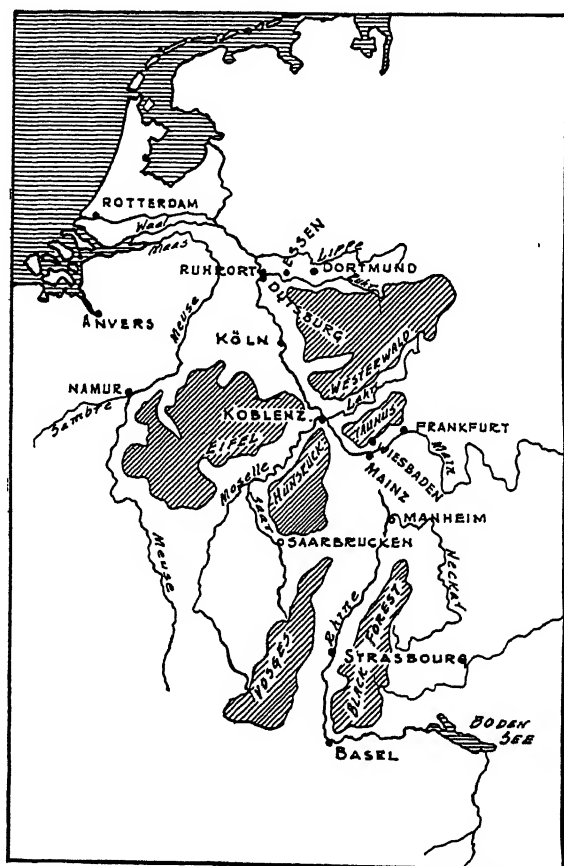 ROTTERDAM
Waal
Maas
ESSEN
Lippe
RUHRORT
DORTMUND
Ruhr
DUISBURG
ANVERS
Meuse
KÖLN
WESTERWALD
NAMUR
Lahn
Sambre
KOBLENZ
TAUNUS
FRANKFURT
EIFEL
WIESBADEN
Main
MAINZ
Moselle
HUNSRÜCK
MANHEIM
Saar
SAARBRUCKEN
Meuse
Neckar
Rhine
STRASBOURG
BLACK FOREST
VOSGES
BODEN
SEE
BASEL